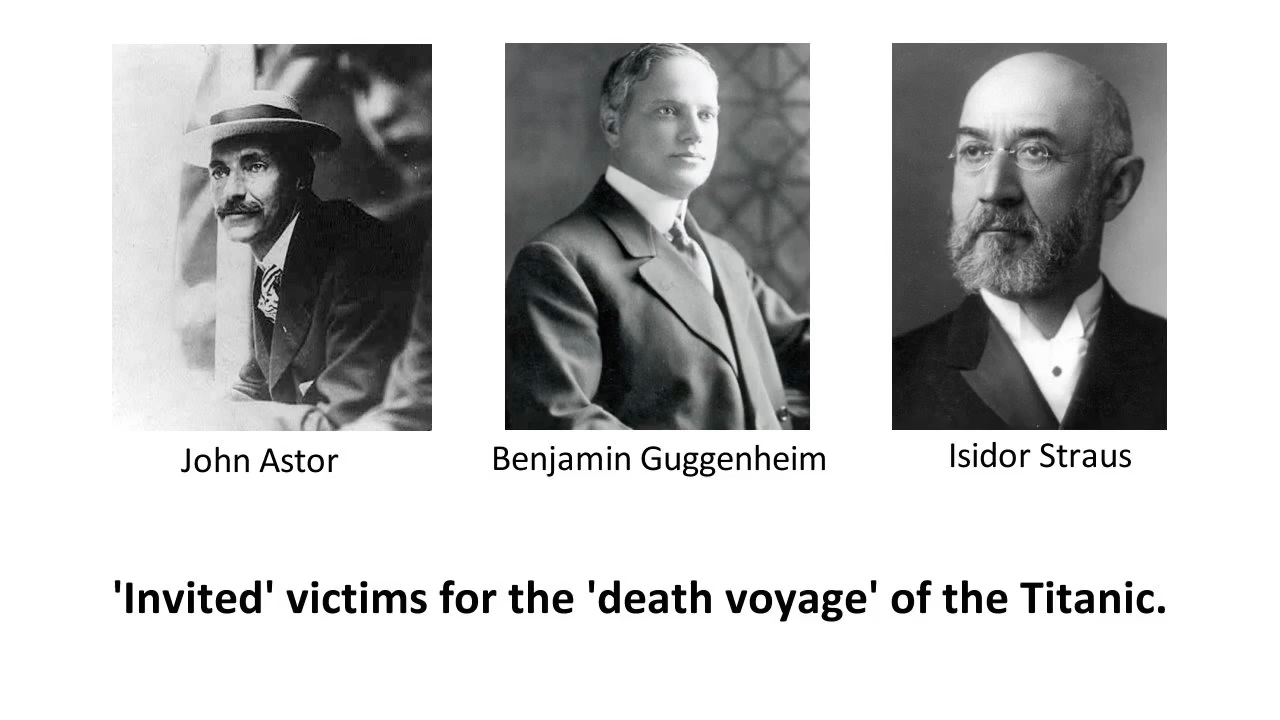 John Astor
Benjamin Guggenheim
Isidor Straus
'Invited' victims for the 'death voyage' of the Titanic.